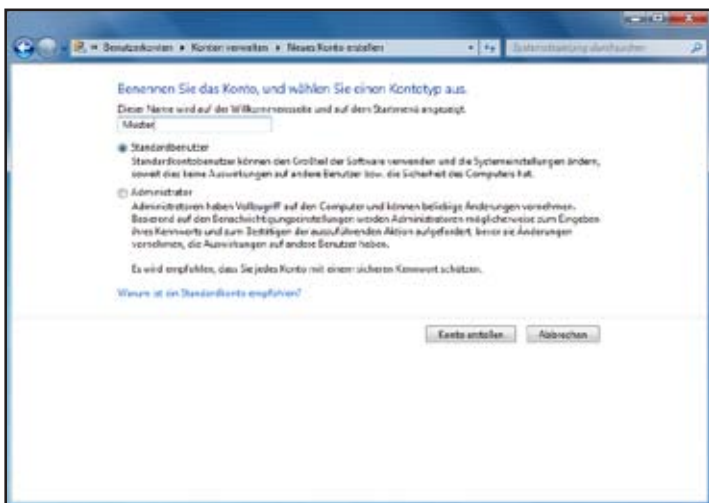 « Benutzerkonten ▸ Konten verwalten ▸ Neues Konto erstellen
Systemsteuerung durchsuchen
Benennen Sie das Konto, und wählen Sie einen Kontotyp aus.
Dieser Name wird auf der Willkommensseite und auf dem Startmenü angezeigt.
Muster
Standardbenutzer
Standardkontobenutzer können den Großteil der Software verwenden und die Systemeinstellungen ändern,
soweit dies keine Auswirkungen auf andere Benutzer bzw. die Sicherheit des Computers hat.
Administrator
Administratoren haben Vollzugriff auf den Computer und können beliebige Änderungen vornehmen.
Basierend auf den Benachrichtigungseinstellungen werden Administratoren möglicherweise zum Eingeben
ihres Kennworts und zum Bestätigen der auszuführenden Aktion aufgefordert, bevor sie Änderungen
vornehmen, die Auswirkungen auf andere Benutzer haben.
Es wird empfohlen, dass Sie jedes Konto mit einem sicheren Kennwort schützen.
Warum ist ein Standardkonto empfohlen?
Konto erstellen
Abbrechen